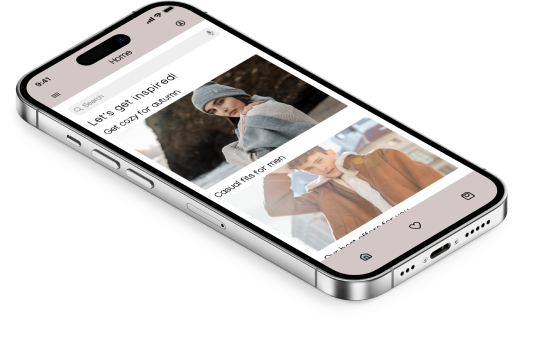 9:41
Home
Search
Let's get inspired!
Get cozy for autumn
Casual fits for men
Our best offers for you